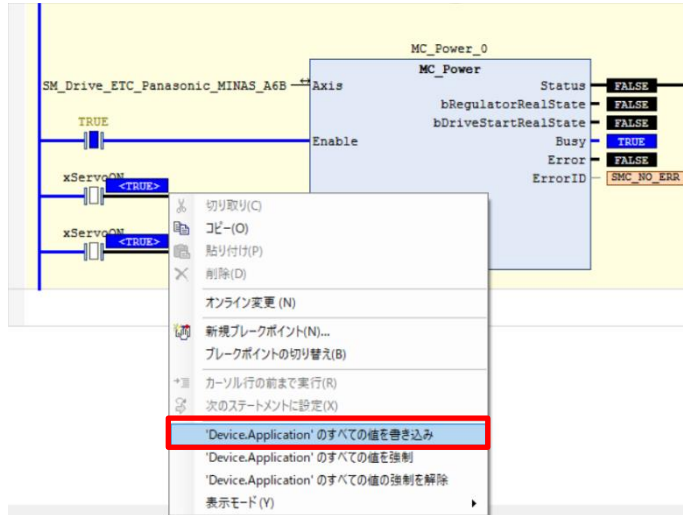 MC_Power_0
MC_Power
SM_Drive_ETC_Panasonic_MINAS_A6B
Axis
Status
FALSE
bRegulatorRealState
FALSE
TRUE
bDriveStartRealState
FALSE
Enable
Busy
TRUE
Error
FALSE
xServoON
<TRUE>
ErrorID
SMC_NO_ERR
xServoON
<TRUE>
切り取り(C)
コピー(O)
貼り付け(P)
削除(D)
オンライン変更 (N)
新規ブレークポイント(N)...
ブレークポイントの切り替え(B)
カーソル行の前まで実行(R)
次のステートメントに設定(X)
'Device.Application' のすべての値を書き込み
'Device.Application' のすべての値を強制
'Device.Application' のすべての値の強制を解除
表示モード (Y)